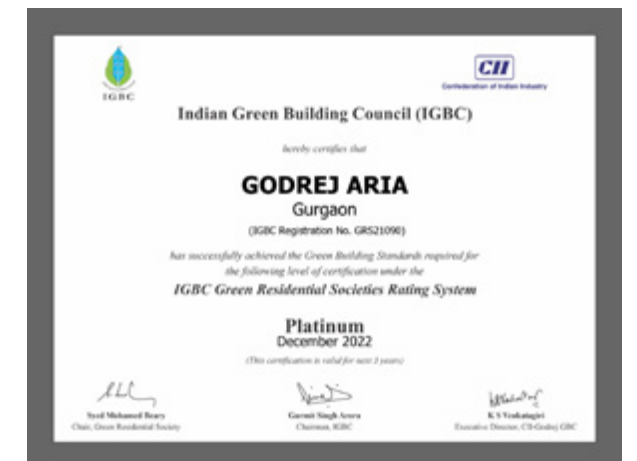 IGBC
CII
Confederation of Indian Industry
Indian Green Building Council (IGBC)
hereby certifies that
GODREJ ARIA
Gurgaon
(IGBC Registration No. GRS21090)
has successfully achieved the Green Building Standards required for
the following level of certification under the
IGBC Green Residential Societies Rating System
Platinum
December 2022
(This certification is valid for next 3 years)
Syed Mohamed Beary
Gurmit Singh Arora
K S Venkatagiri
Chair, Green Residential Society
Chairman, IGBC
Executive Director, CII-Godrej GBC